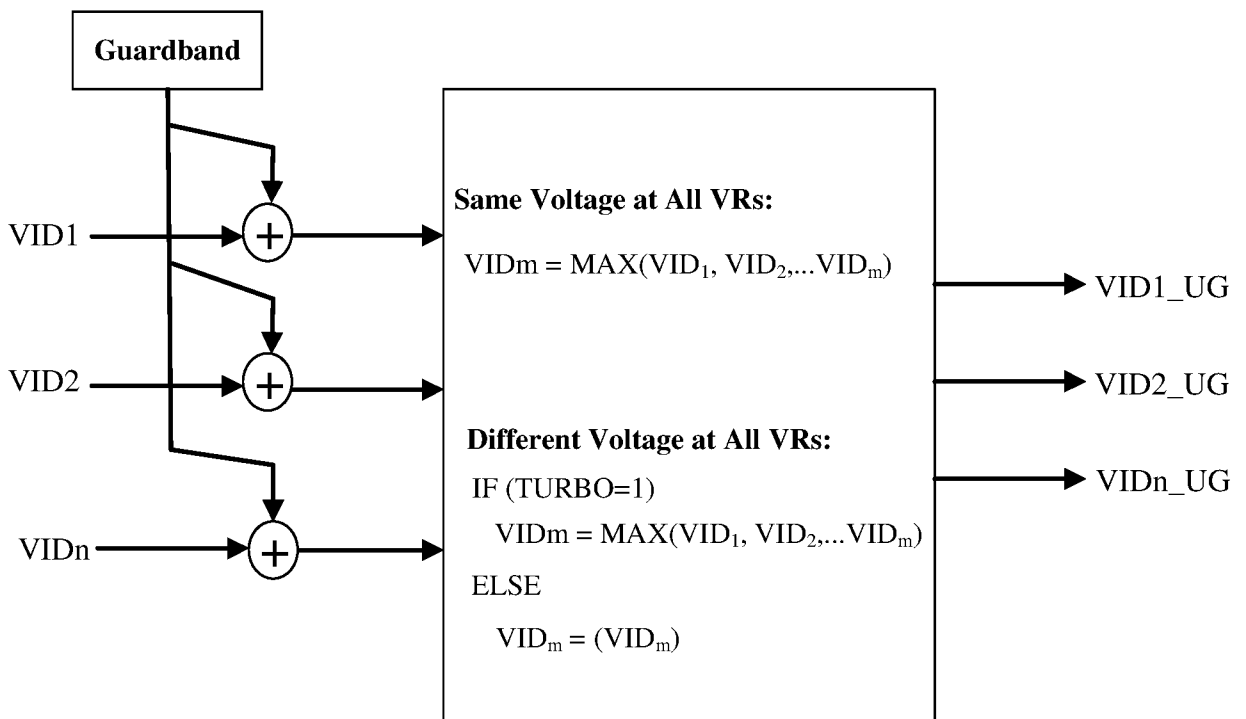 Guardband
VID1
VID2
VIDn
+
+
+
Same Voltage at All VRs:
VIDm = MAX(VID₁, VID₂,...VIDₘ)
Different Voltage at All VRs:
IF (TURBO=1)
VIDm = MAX(VID₁, VID₂,...VIDₘ)
ELSE
VIDₘ = (VIDₘ)
VID1_UG
VID2_UG
VIDn_UG